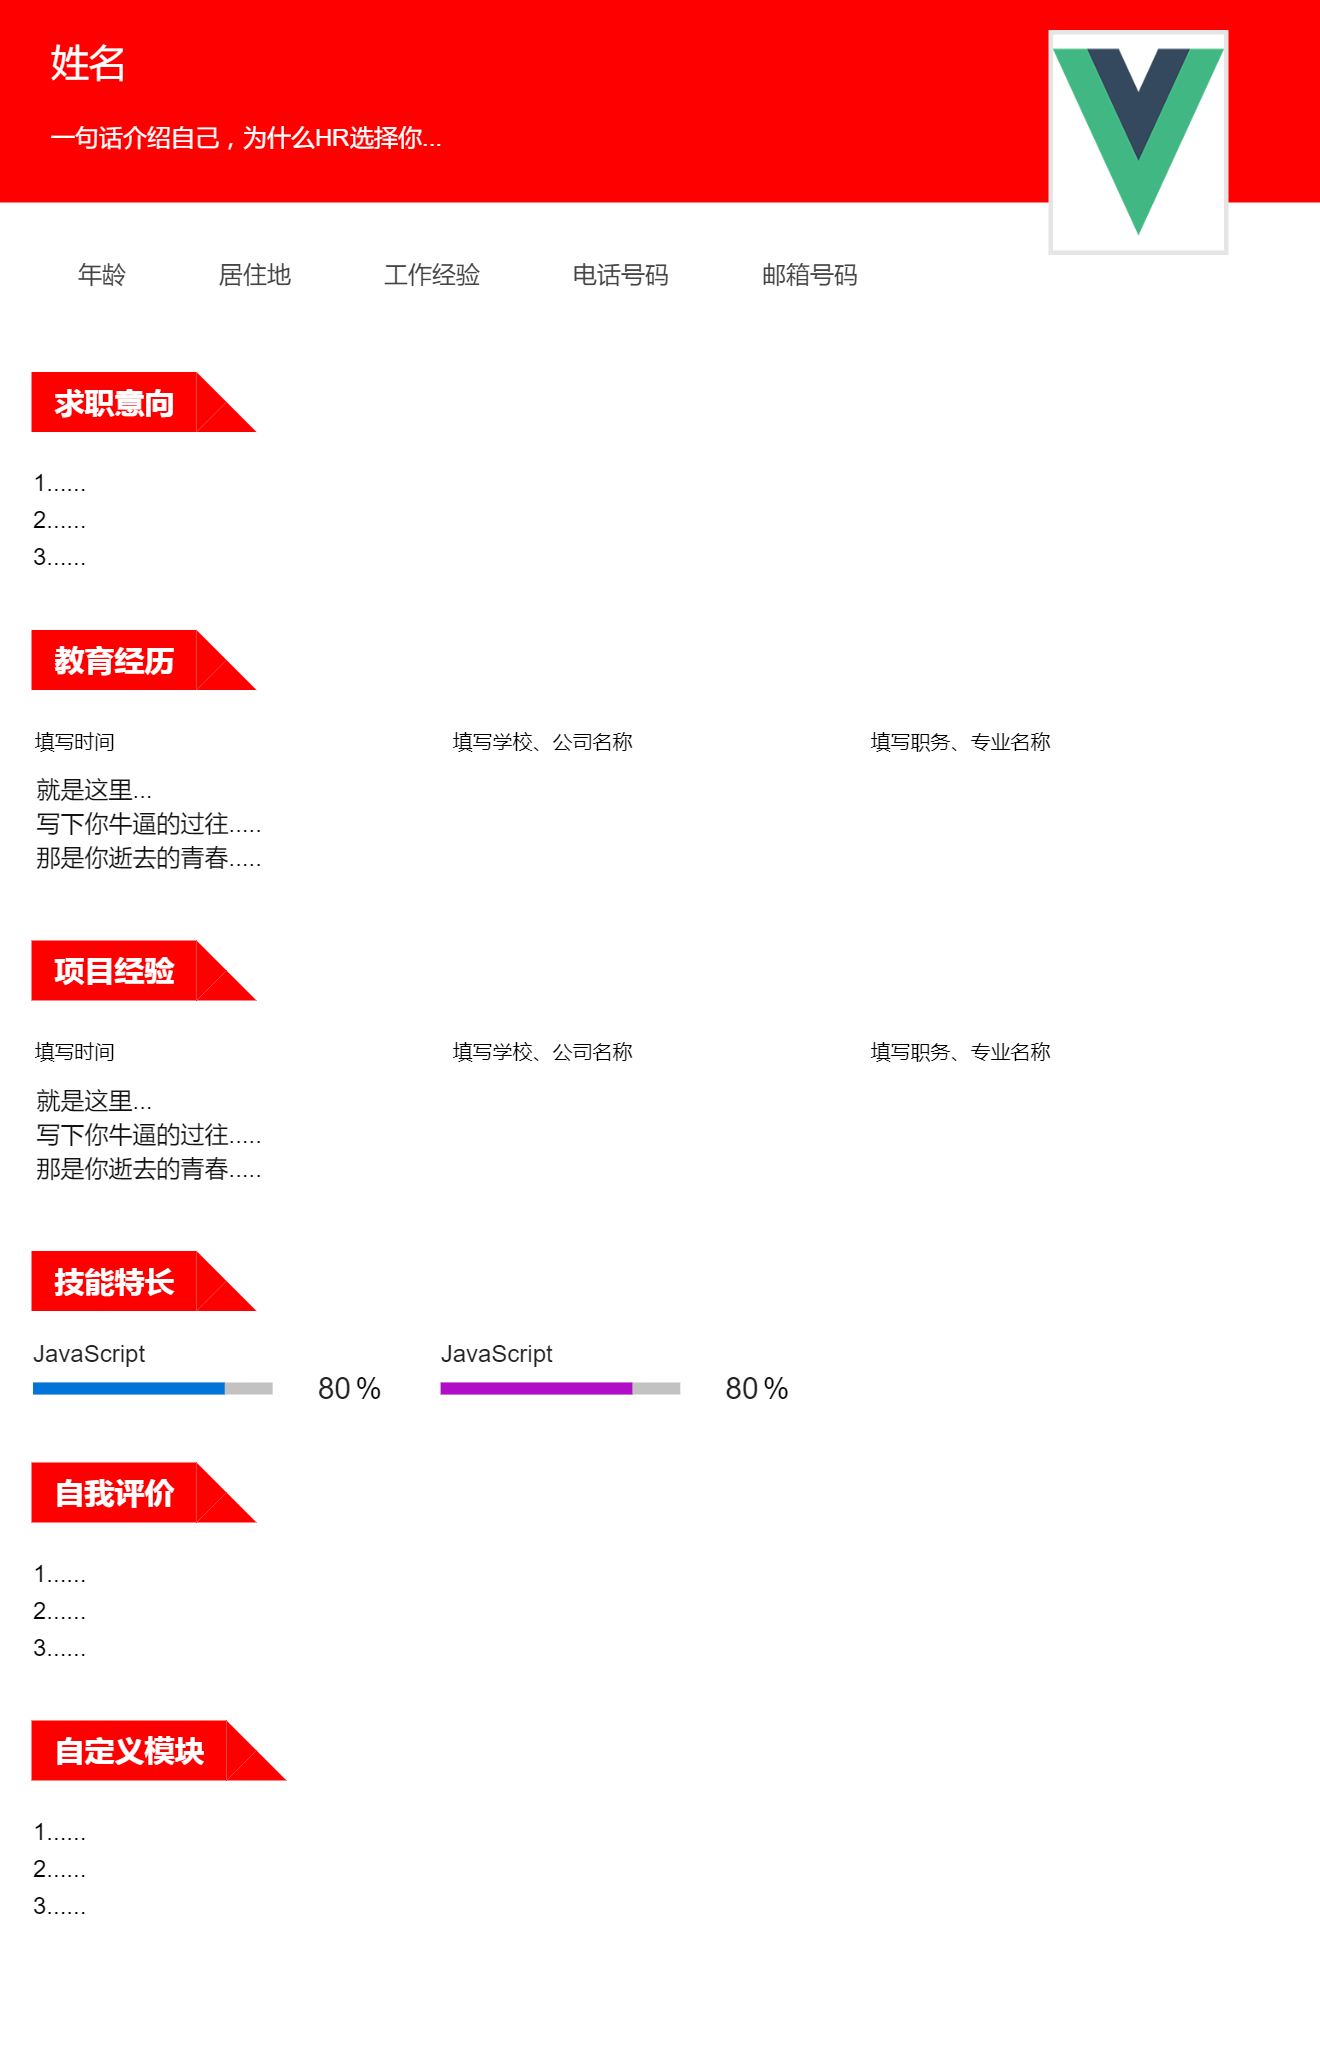 姓名
一句话介绍自己，为什么HR选择你...
年龄 居住地 工作经验 电话号码 邮箱号码
求职意向
1......
2......
3......
教育经历
填写时间 填写学校、公司名称 填写职务、专业名称
就是这里...
写下你牛逼的过往.....
那是你逝去的青春.....
项目经验
填写时间 填写学校、公司名称 填写职务、专业名称
就是这里...
写下你牛逼的过往.....
那是你逝去的青春.....
技能特长
JavaScript JavaScript
80 % 80 %
自我评价
1......
2......
3......
自定义模块
1......
2......
3......